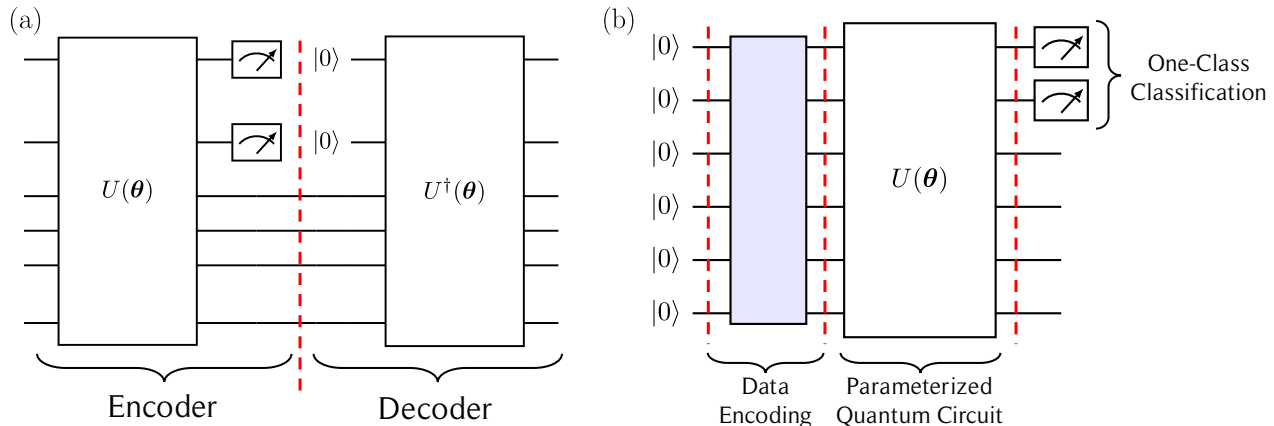 (a)
|0⟩
|0⟩
U(θ)
U†(θ)
Encoder
Decoder
(b)
|0⟩
|0⟩
|0⟩
|0⟩
|0⟩
|0⟩
U(θ)
One-Class
Classification
Data
Encoding
Parameterized
Quantum Circuit